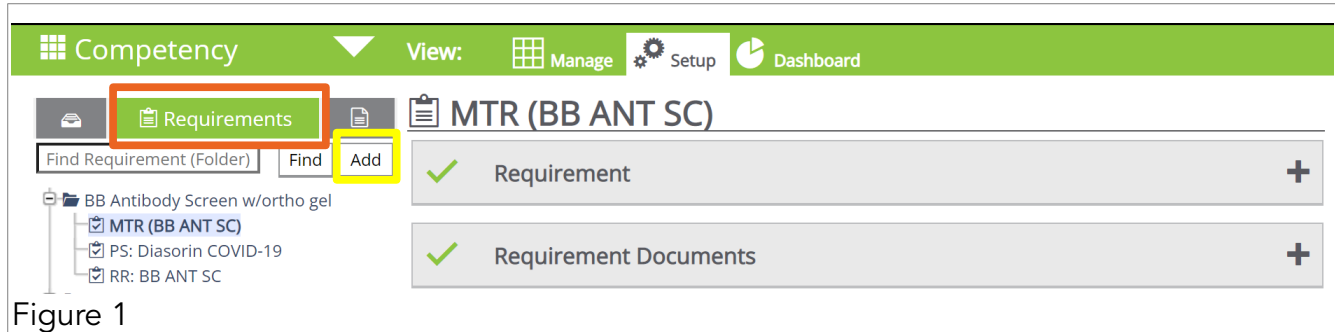 Competency View: Manage Setup Dashboard
Requirements
MTR (BB ANT SC)
Find Requirement (Folder) Find Add
Requirement
BB Antibody Screen w/ortho gel
MTR (BB ANT SC)
PS: Diasorin COVID-19
Requirement Documents
RR: BB ANT SC
Figure 1